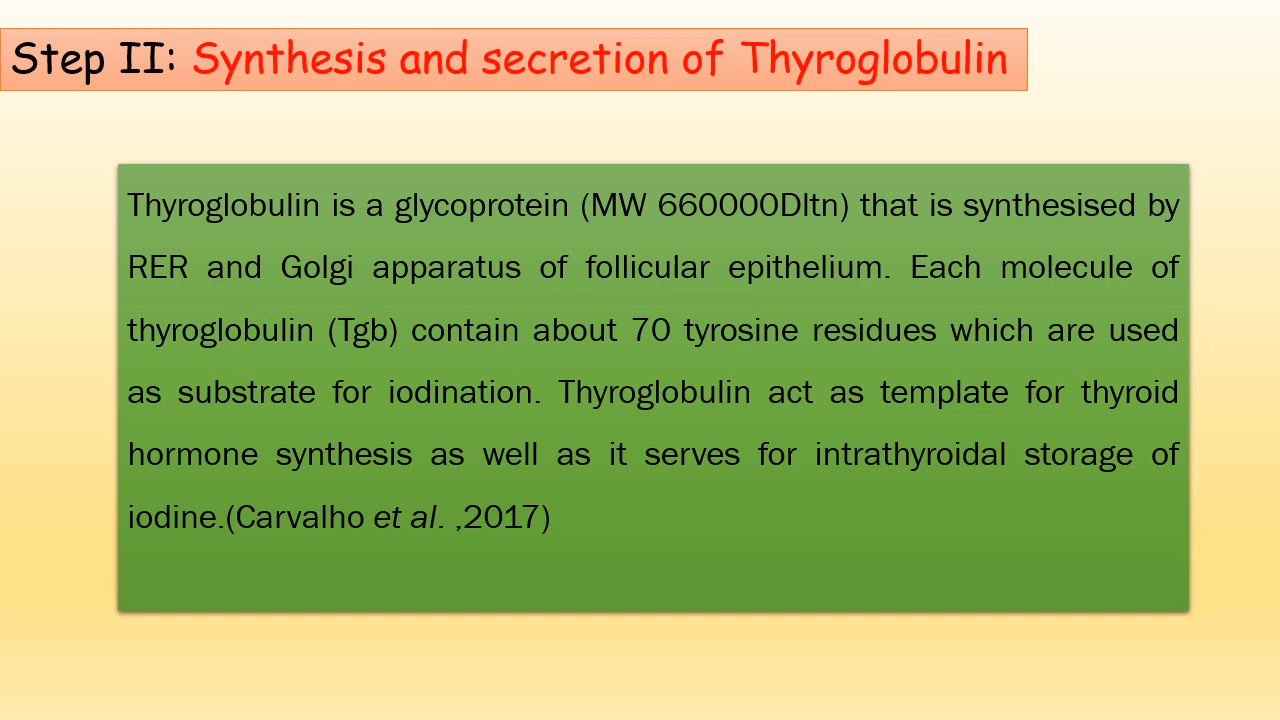 Step II: Synthesis and secretion of Thyroglobulin
Thyroglobulin is a glycoprotein (MW 660000Dltn) that is synthesised by
RER and Golgi apparatus of follicular epithelium. Each molecule of
thyroglobulin (Tgb) contain about 70 tyrosine residues which are used
as substrate for iodination. Thyroglobulin act as template for thyroid
hormone synthesis as well as it serves for intrathyroidal storage of
iodine.(Carvalho et al. ,2017)